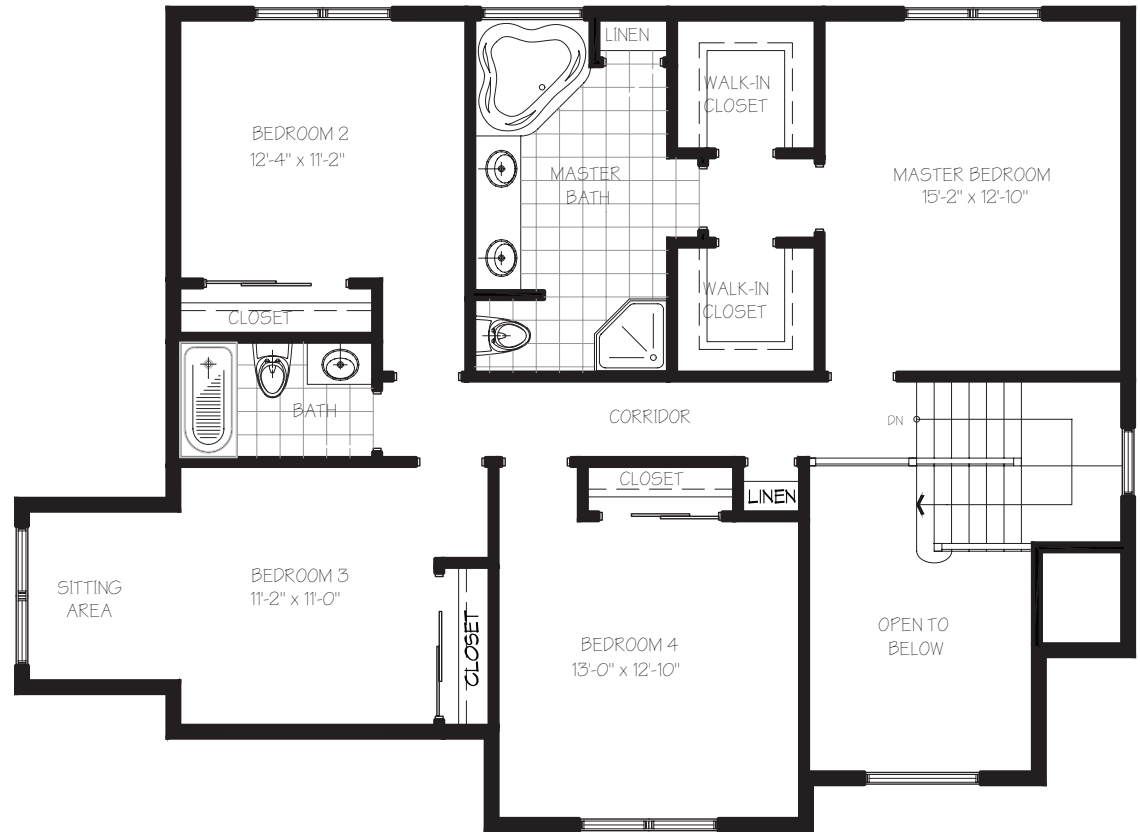 LINEN
WALK-IN
CLOSET
BEDROOM 2
12'-4" x 11'-2"
MASTER
BATH
MASTER BEDROOM
15'-2" x 12'-10"
WALK-IN
CLOSET
CLOSET
BATH
CORRIDOR
DN
CLOSET
LINEN
SITTING
AREA
BEDROOM 3
11'-2" x 11'-0"
CLOSET
BEDROOM 4
13'-0" x 12'-10"
OPEN TO
BELOW